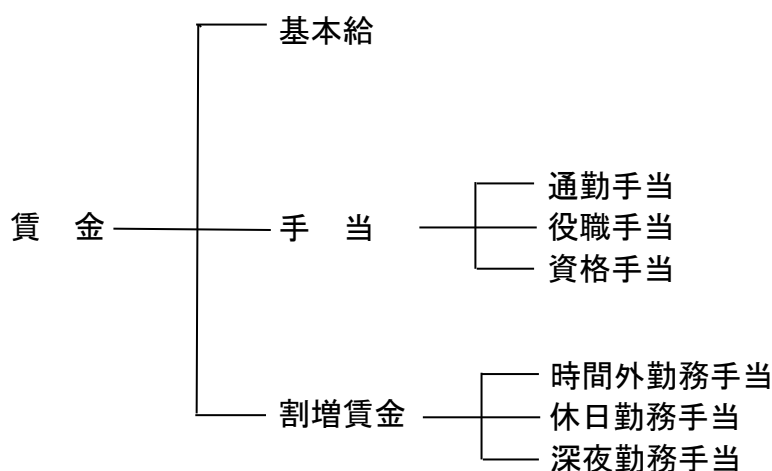 基本給
賃　金
手　当
通勤手当
役職手当
資格手当
割増賃金
時間外勤務手当
休日勤務手当
深夜勤務手当